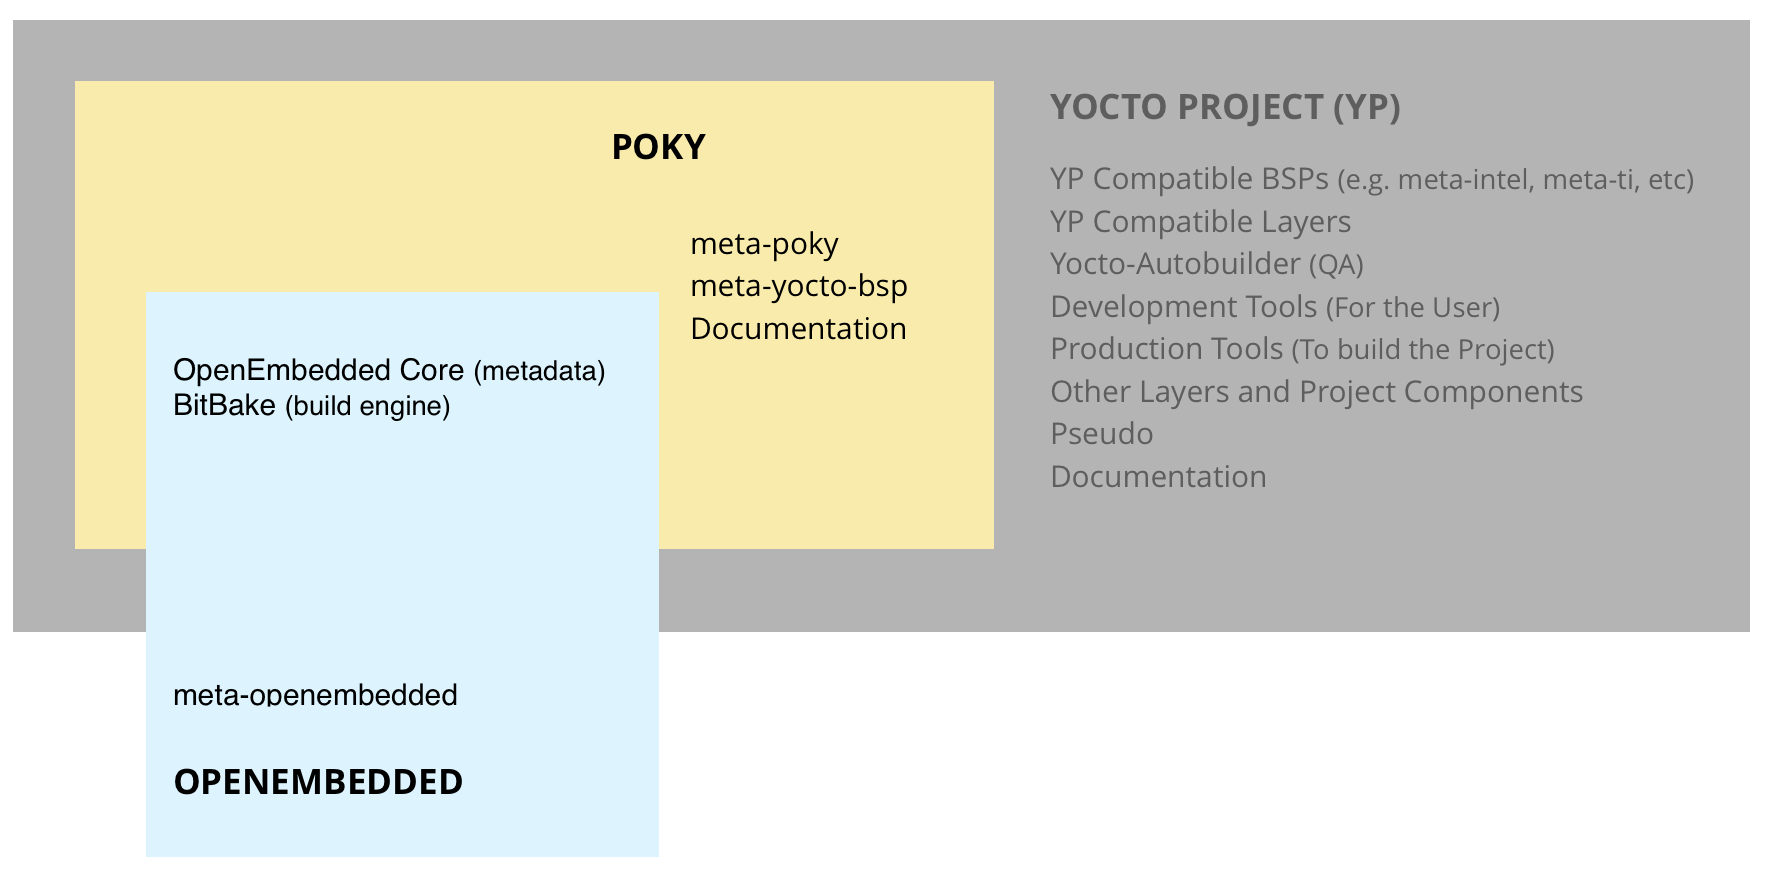 POKY
meta-poky
meta-yocto-bsp
Documentation
OpenEmbedded Core (metadata)
BitBake (build engine)
meta-openembedded
OPENEMBEDDED
YOCTO PROJECT (YP)
YP Compatible BSPs (e.g. meta-intel, meta-ti, etc)
YP Compatible Layers
Yocto-Autobuilder (QA)
Development Tools (For the User)
Production Tools (To build the Project)
Other Layers and Project Components
Pseudo
Documentation